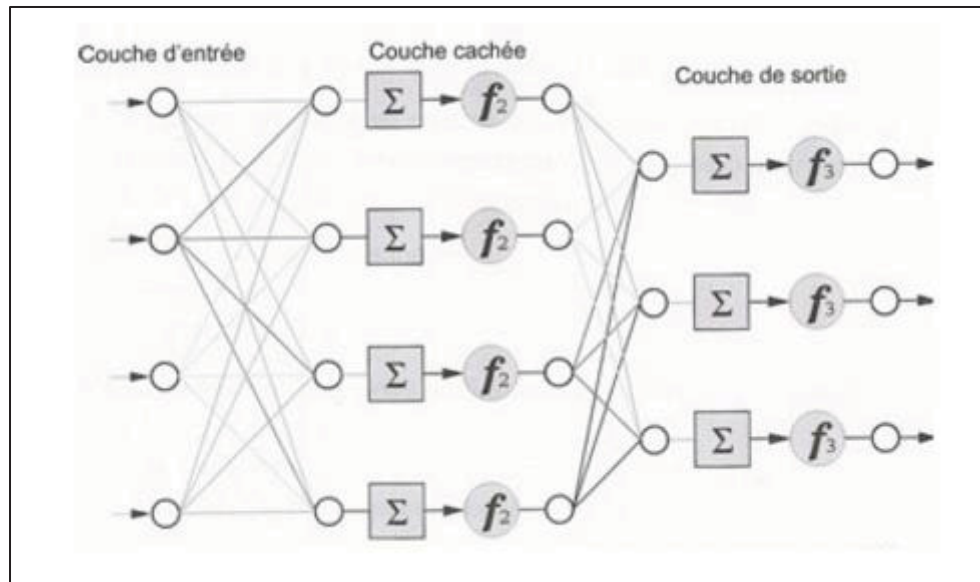 Couche d'entrée
Couche cachée
Couche de sortie
Σ f2
Σ f3
Σ f2
Σ f3
Σ f2
Σ f3
Σ f2